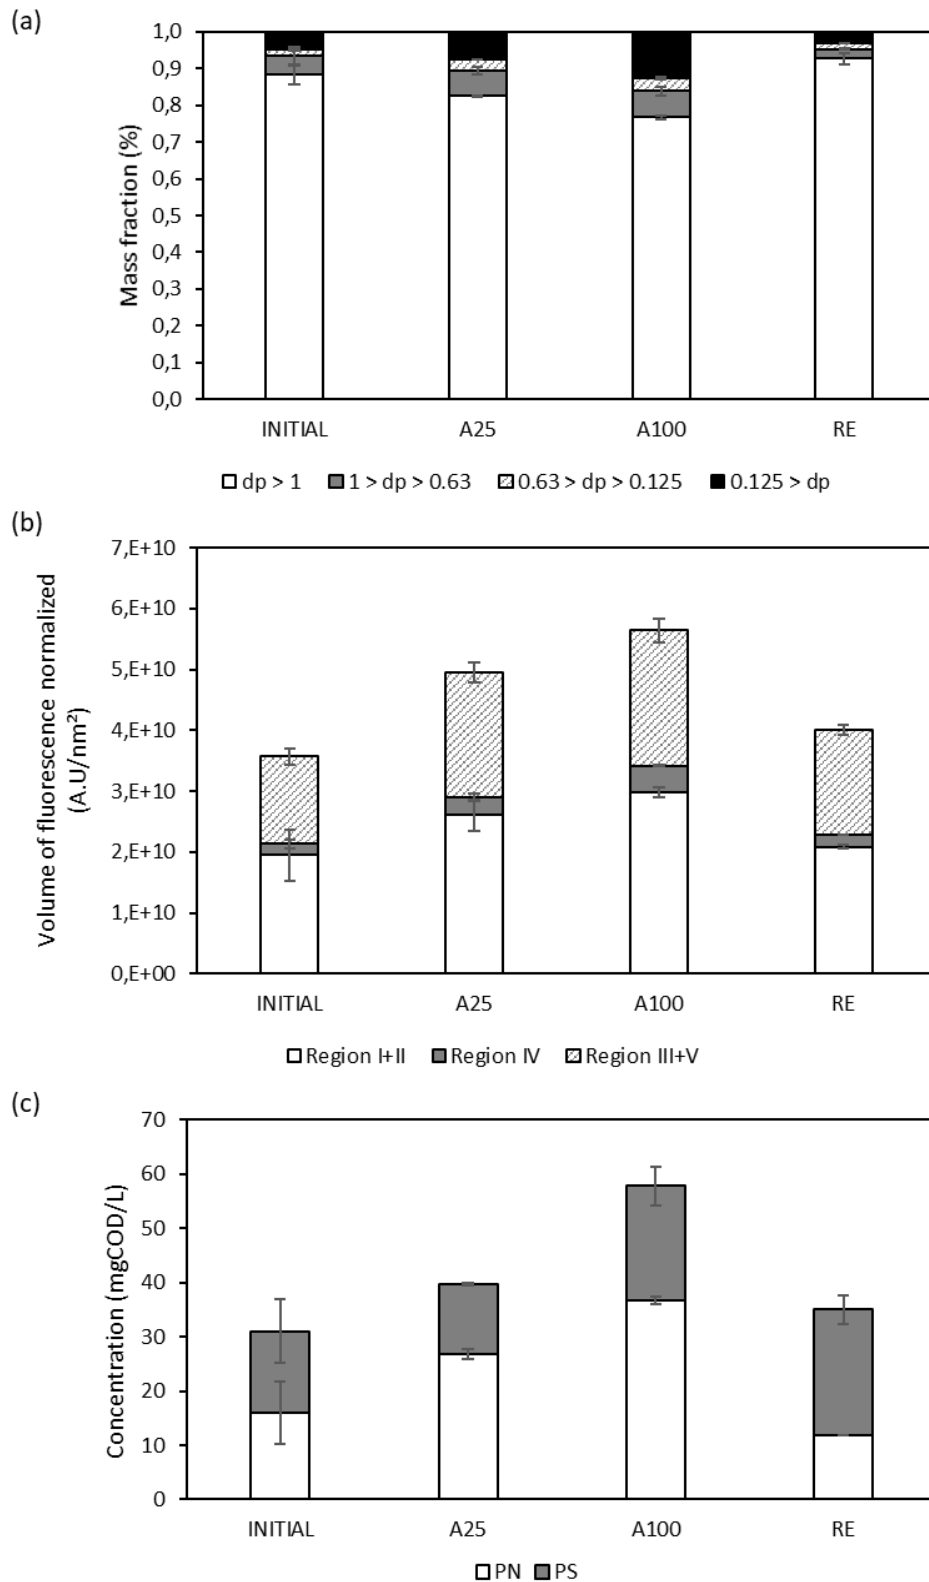 (a)
Mass fraction (%)
1,0
0,9
0,8
0,7
0,6
0,5
0,4
0,3
0,2
0,1
0,0
INITIAL A25 A100 RE
dp > 1 1 > dp > 0.63 0.63 > dp > 0.125 0.125 > dp
(b)
Volume of fluorescence normalized
(A.U/nm²)
7,E+10
6,E+10
5,E+10
4,E+10
3,E+10
2,E+10
1,E+10
0,E+00
INITIAL A25 A100 RE
Region I+II Region IV Region III+V
(c)
Concentration (mgCOD/L)
70
60
50
40
30
20
10
0
INITIAL A25 A100 RE
PN PS